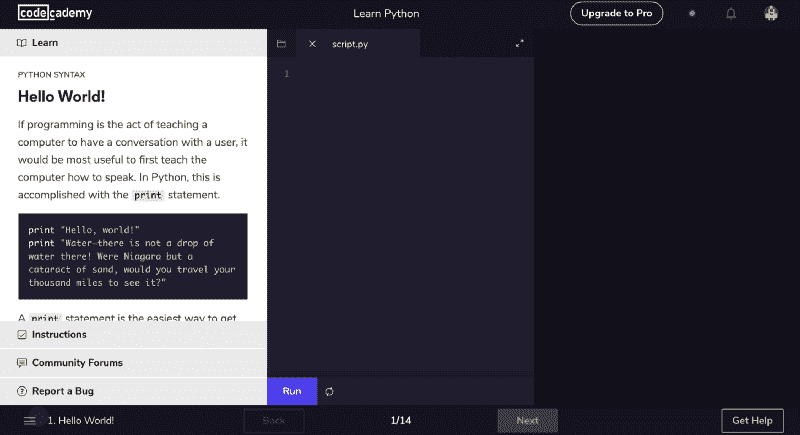 codecademy
Learn Python
Upgrade to Pro
Learn
script.py
PYTHON SYNTAX
Hello World!
If programming is the act of teaching a
computer to have a conversation with a user, it
would be most useful to first teach the
computer how to speak. In Python, this is
accomplished with the print statement.
print "Hello, world!"
print "Water—there is not a drop of
water there! Were Niagara but a
cataract of sand, would you travel your
thousand miles to see it?"
A print statement is the easiest way to get
1
Instructions
Community Forums
Report a Bug
Run
1. Hello World!
Back
1/14
Next
Get Help